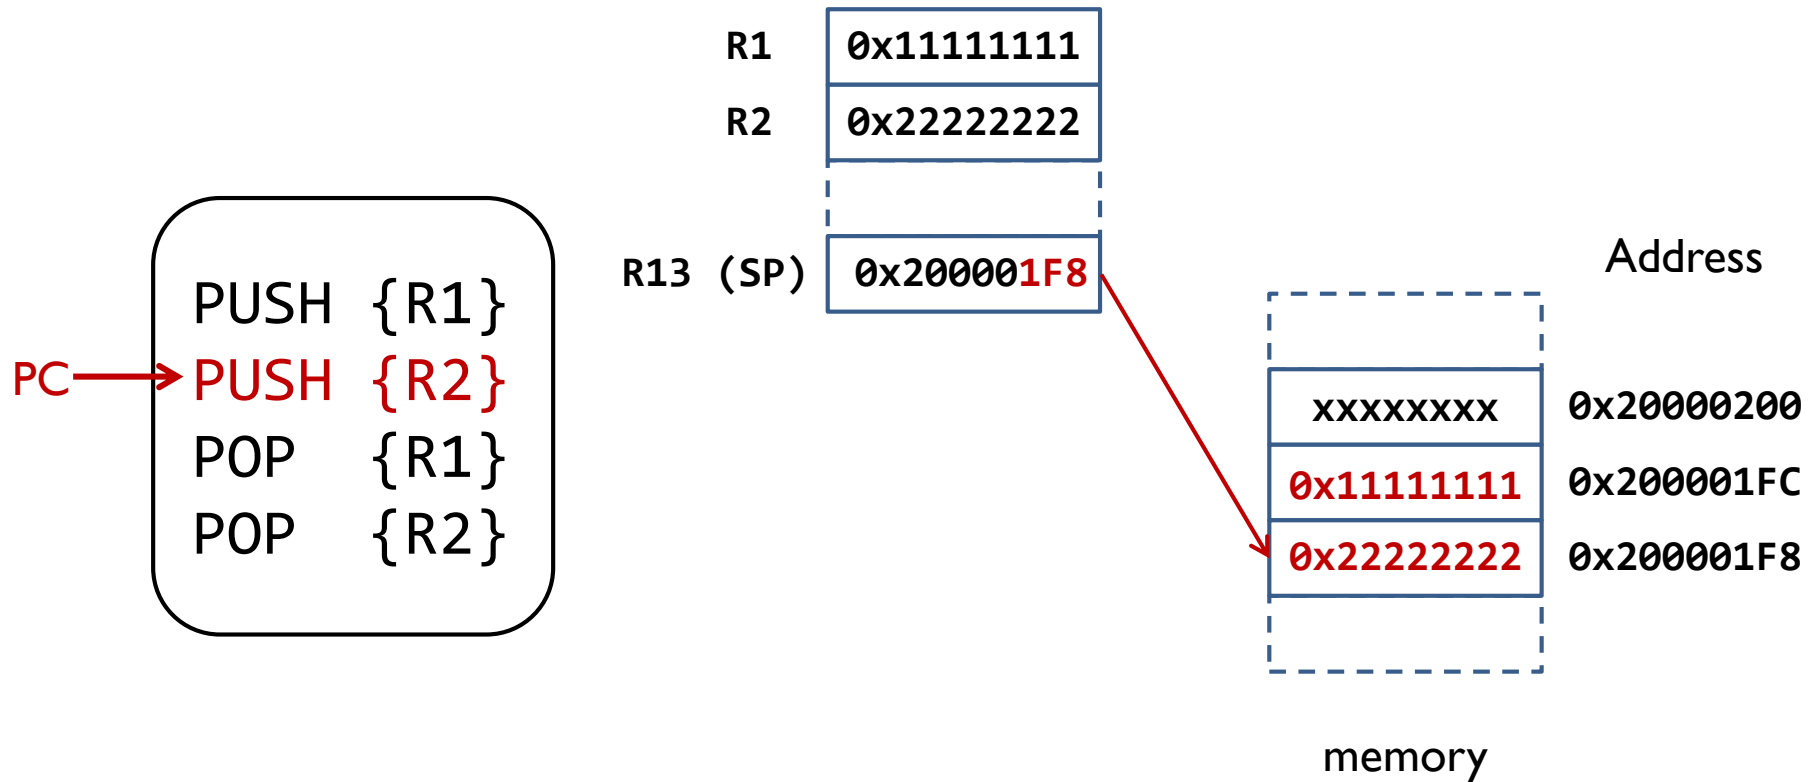 R1 0x11111111
R2 0x22222222
R13 (SP) 0x200001F8
PC
PUSH {R1}
PUSH {R2}
POP {R1}
POP {R2}
Address
xxxxxxxx 0x20000200
0x11111111 0x200001FC
0x22222222 0x200001F8
memory